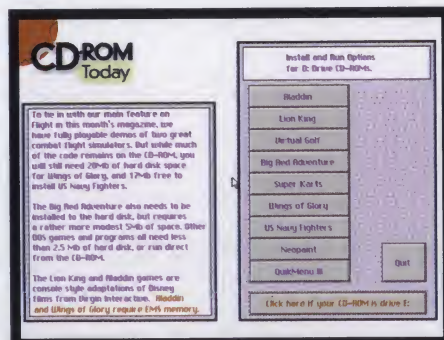 CD-ROM
Today
To tie in with our main feature on
Flight in this month's magazine, we
have fully playable demos of two great
combat flight simulators. But while much
of the code remains on the CD-ROM, you
will still need 20Mb of hard disk space
for Wings of Glory, and 17Mb free to
install US Navy Fighters.
The Big Red Adventure also needs to be
installed to the hard disk, but requires
a rather more modest 5Mb of space. Other
DOS games and programs all need less
than 2.5 Mb of hard disk, or run direct
from the CD-ROM.
The Lion King and Aladdin games are
console style adaptations of Disney
films from Virgin Interactive. Aladdin
and Wings of Glory require EMS memory.
Install and Run Options
for D: Drive CD-ROMs.
Aladdin
Lion King
Virtual Golf
Big Red Adventure
Super Karts
Wings of Glory
US Navy Fighters
Neopaint
QuikMenu III
Quit
Click here if your CD-ROM is drive E: